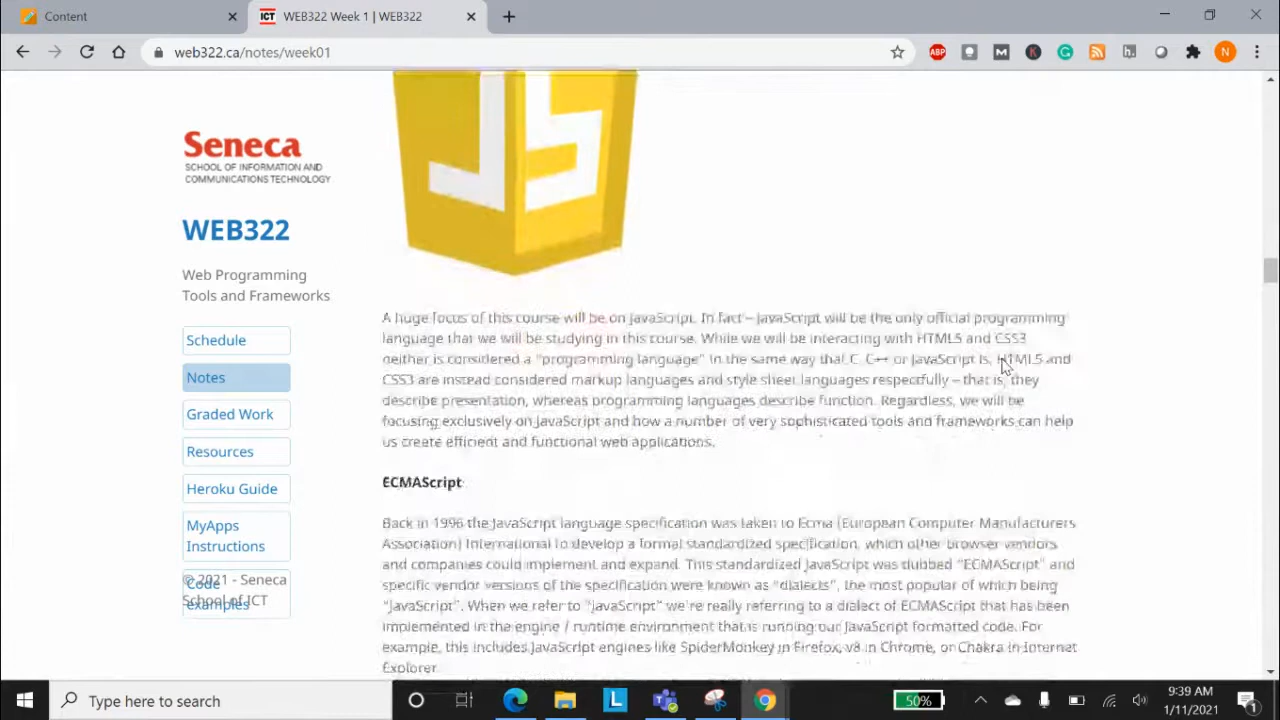 Content
ICT
WEB322 Week 1 | WEB322
web322.ca/notes/week01
ABP
M
K
G
h
N
JS
Seneca
SCHOOL OF INFORMATION AND
COMMUNICATIONS TECHNOLOGY
WEB322
Web Programming
Tools and Frameworks
Schedule
Notes
Graded Work
Resources
Heroku Guide
MyApps
Instructions
Code
examples
© 2021 - Seneca
School of ICT
A huge focus of this course will be on JavaScript. In fact – JavaScript will be the only official programming
language that we will be studying in this course. While we will be interacting with HTML5 and CSS3
neither is considered a "programming language" in the same way that C, C++ or JavaScript is. HTML5 and
CSS3 are instead considered markup languages and style sheet languages respecfully – that is, they
describe presentation, whereas programming languages describe function. Regardless, we will be
focusing exclusively on JavaScript and how a number of very sophisticated tools and frameworks can help
us create efficient and functional web applications.
ECMAScript
Back in 1996 the JavaScript language specification was taken to Ecma (European Computer Manufacturers
Association) International to develop a formal standardized specification, which other browser vendors
and companies could implement and expand. This standardized JavaScript was dubbed "ECMAScript" and
specific vendor versions of the specification were known as "dialects", the most popular of which being
"JavaScript". When we refer to "JavaScript" we're really referring to a dialect of ECMAScript that has been
implemented in the engine / runtime environment that is running our JavaScript formatted code. For
example, this includes JavaScript engines like SpiderMonkey in Firefox, v8 in Chrome, or Chakra in Internet
Explorer.
Type here to search
L
50%
9:39 AM
1/11/2021
1